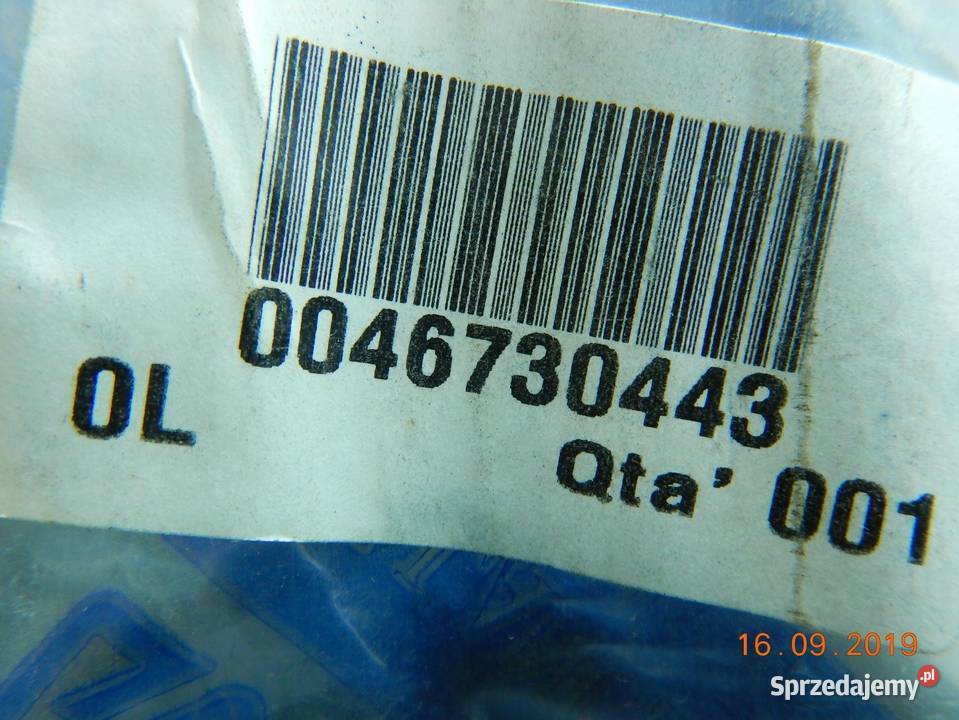 0046730443
OL
Qta' 001
16.09.2019
Sprzedajemy.pl